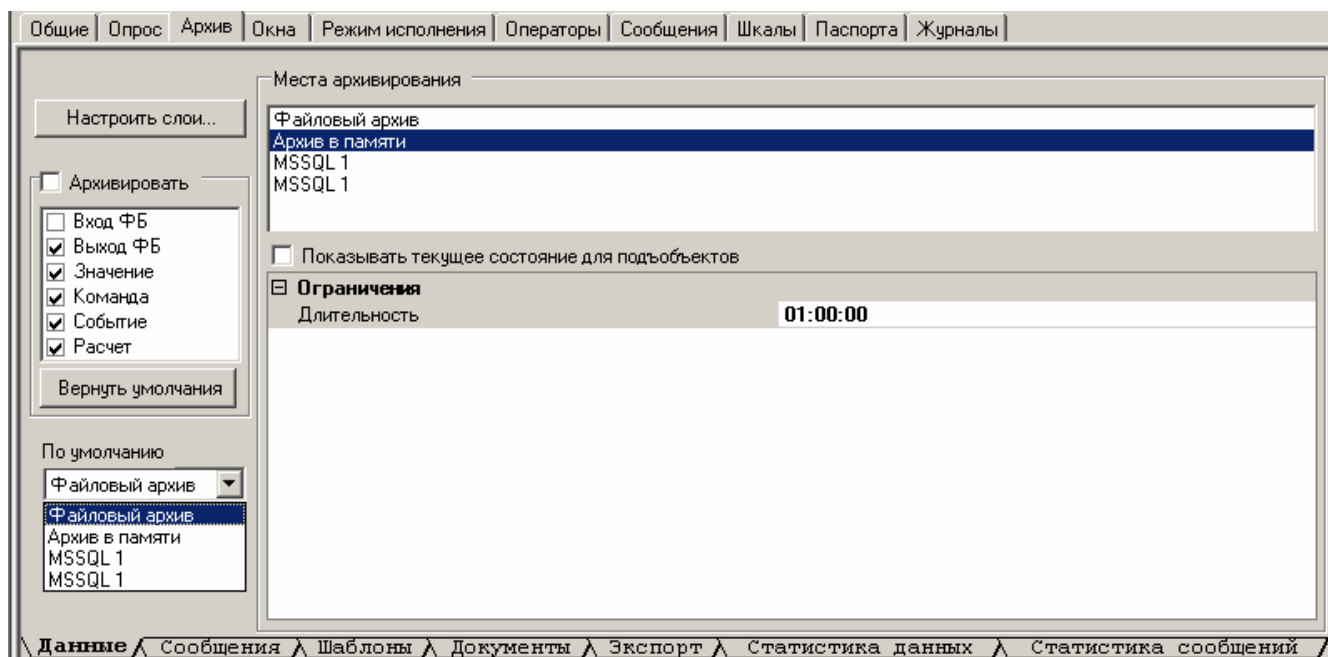 Общие Опрос Архив Окна Режим исполнения Операторы Сообщения Шкалы Паспорта Журналы
Настроить слои...
Архивировать
Вход ФБ
Выход ФБ
Значение
Команда
Событие
Расчет
Вернуть умолчания
По умолчанию
Файловый архив
Файловый архив
Архив в памяти
MSSQL 1
MSSQL 1
Места архивирования
Файловый архив
Архив в памяти
MSSQL 1
MSSQL 1
Показывать текущее состояние для подъобъектов
Ограничения
Длительность 01:00:00
Данные Сообщения Шаблоны Документы Экспорт Статистика данных Статистика сообщений